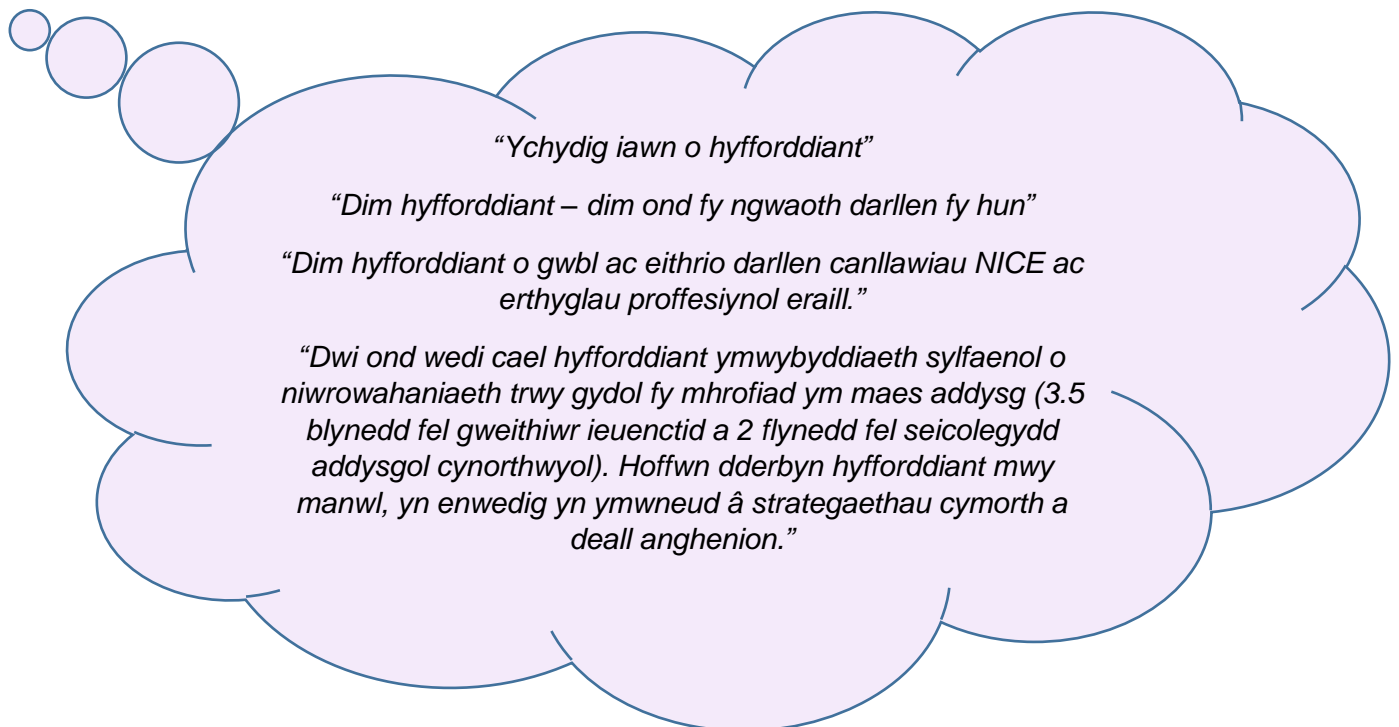 “Ychydig iawn o hyfforddiant”
“Dim hyfforddiant – dim ond fy ngwaoth darllen fy hun”
“Dim hyfforddiant o gwbl ac eithrio darllen canllawiau NICE ac
erthyglau proffesiynol eraill.”
“Dwi ond wedi cael hyfforddiant ymwybyddiaeth sylfaenol o
niwrowahaniaeth trwy gydol fy mhrofiad ym maes addysg (3.5
blynedd fel gweithiwr ieuenctid a 2 flynedd fel seicolegydd
addysgol cynorthwyol). Hoffwn dderbyn hyfforddiant mwy
manwl, yn enwedig yn ymwneud â strategaethau cymorth a
deall anghenion.”